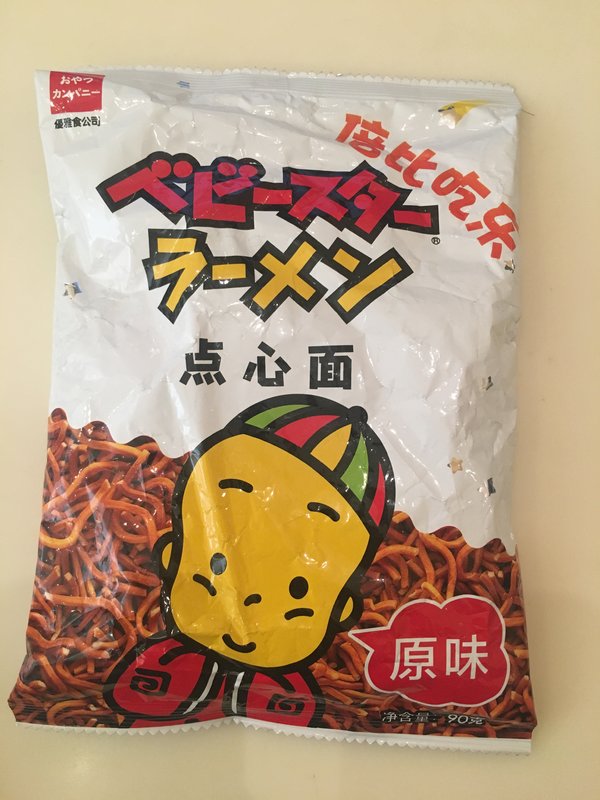 おやつ
カンパニー
優雅食公司
倍比吃乐
ベビースター
®
ラーメン
点心面
原味
净含量: 90克